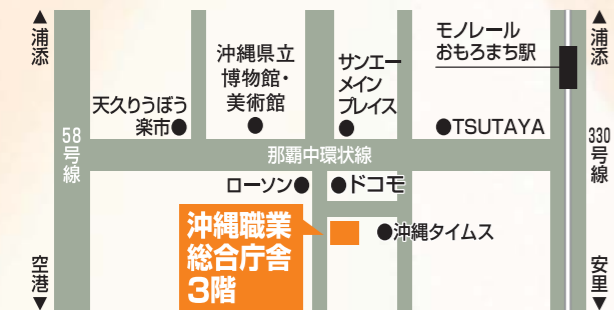 ▲浦添
58号線
空港▼
天久りうぼう
楽市●
沖縄県立
博物館・
美術館
●
サンエー
メイン
プレイス
●
モノレール
おもろまち駅
●TSUTAYA
▲浦添
330号線
安里▼
那覇中環状線
ローソン●
●ドコモ
沖縄職業
総合庁舎
3階
●沖縄タイムス